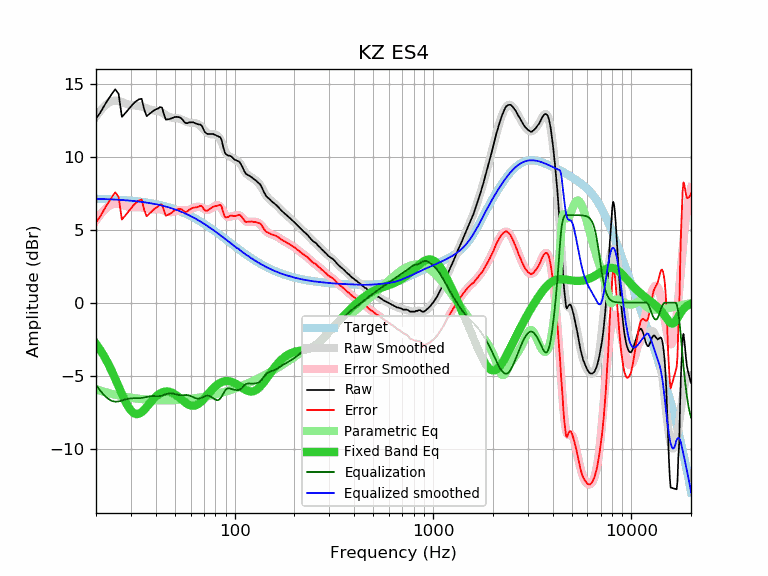 KZ ES4
Amplitude (dBr)
15
10
5
0
−5
−10
Target
Raw Smoothed
Error Smoothed
Raw
Error
Parametric Eq
Fixed Band Eq
Equalization
Equalized smoothed
100
1000
10000
Frequency (Hz)